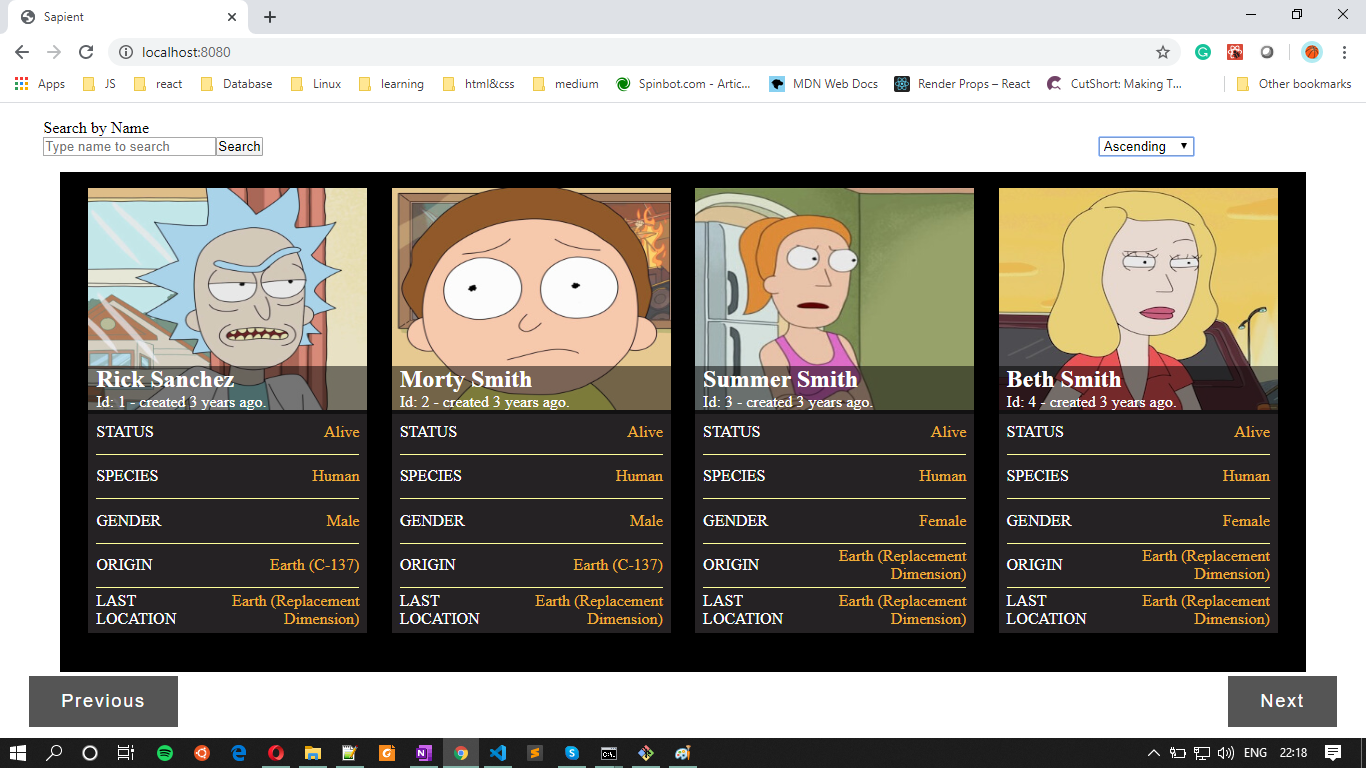 Sapient
localhost:8080
Apps JS react Database Linux learning html&css medium Spinbot.com - Artic... MDN Web Docs Render Props – React CutShort: Making T... Other bookmarks
Search by Name
Type name to search Search Ascending
Rick Sanchez
Id: 1 - created 3 years ago.
STATUS Alive
SPECIES Human
GENDER Male
ORIGIN Earth (C-137)
LAST LOCATION Earth (Replacement
Dimension)
Morty Smith
Id: 2 - created 3 years ago.
STATUS Alive
SPECIES Human
GENDER Male
ORIGIN Earth (C-137)
LAST LOCATION Earth (Replacement
Dimension)
Summer Smith
Id: 3 - created 3 years ago.
STATUS Alive
SPECIES Human
GENDER Female
ORIGIN Earth (Replacement
Dimension)
LAST LOCATION Earth (Replacement
Dimension)
Beth Smith
Id: 4 - created 3 years ago.
STATUS Alive
SPECIES Human
GENDER Female
ORIGIN Earth (Replacement
Dimension)
LAST LOCATION Earth (Replacement
Dimension)
Previous Next
ENG 22:18